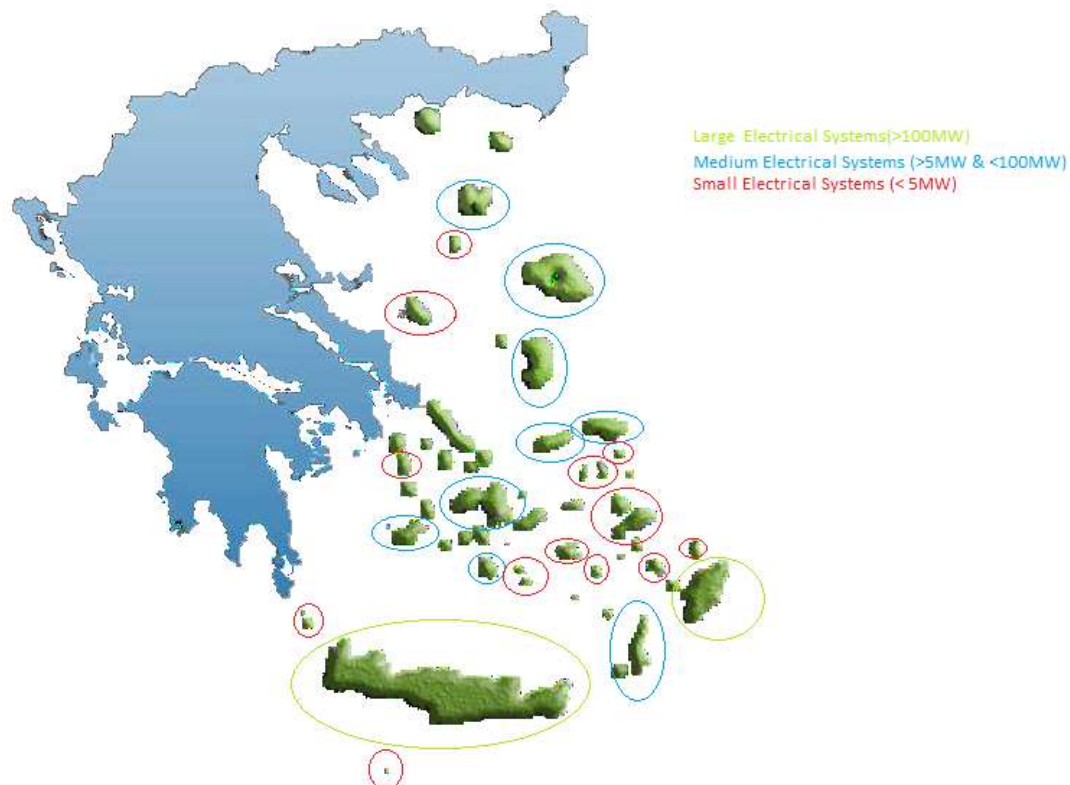 Large Electrical Systems(>100MW)
Medium Electrical Systems (>5MW & <100MW)
Small Electrical Systems (< 5MW)